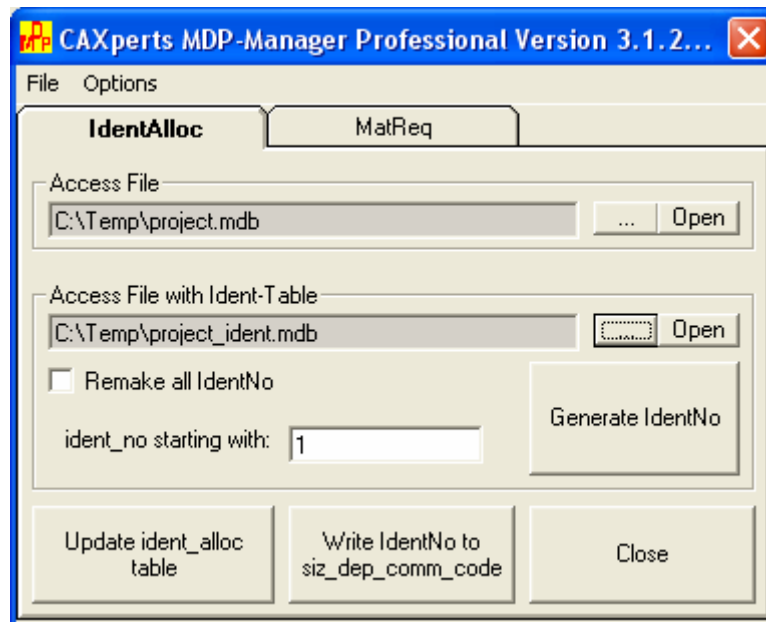 CAXperts MDP-Manager Professional Version 3.1.2...
File Options
IdentAlloc MatReq
Access File
C:\Temp\project.mdb ... Open
Access File with Ident-Table
C:\Temp\project_ident.mdb ... Open
Remake all IdentNo
Generate IdentNo
ident_no starting with: 1
Update ident_alloc
table
Write IdentNo to
siz_dep_comm_code
Close